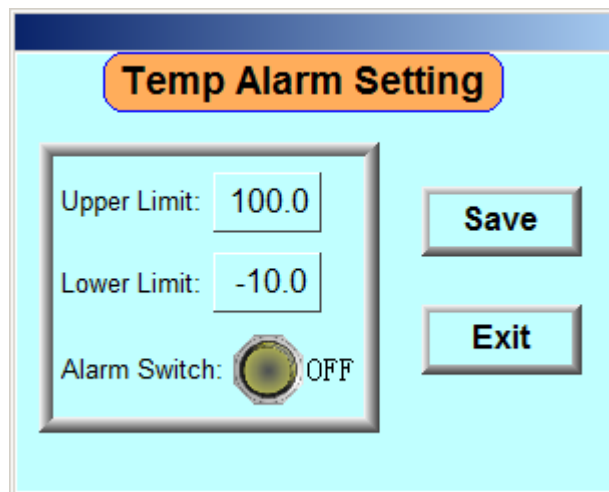 Temp Alarm Setting
Upper Limit: 100.0
Lower Limit: -10.0
Alarm Switch: OFF
Save
Exit